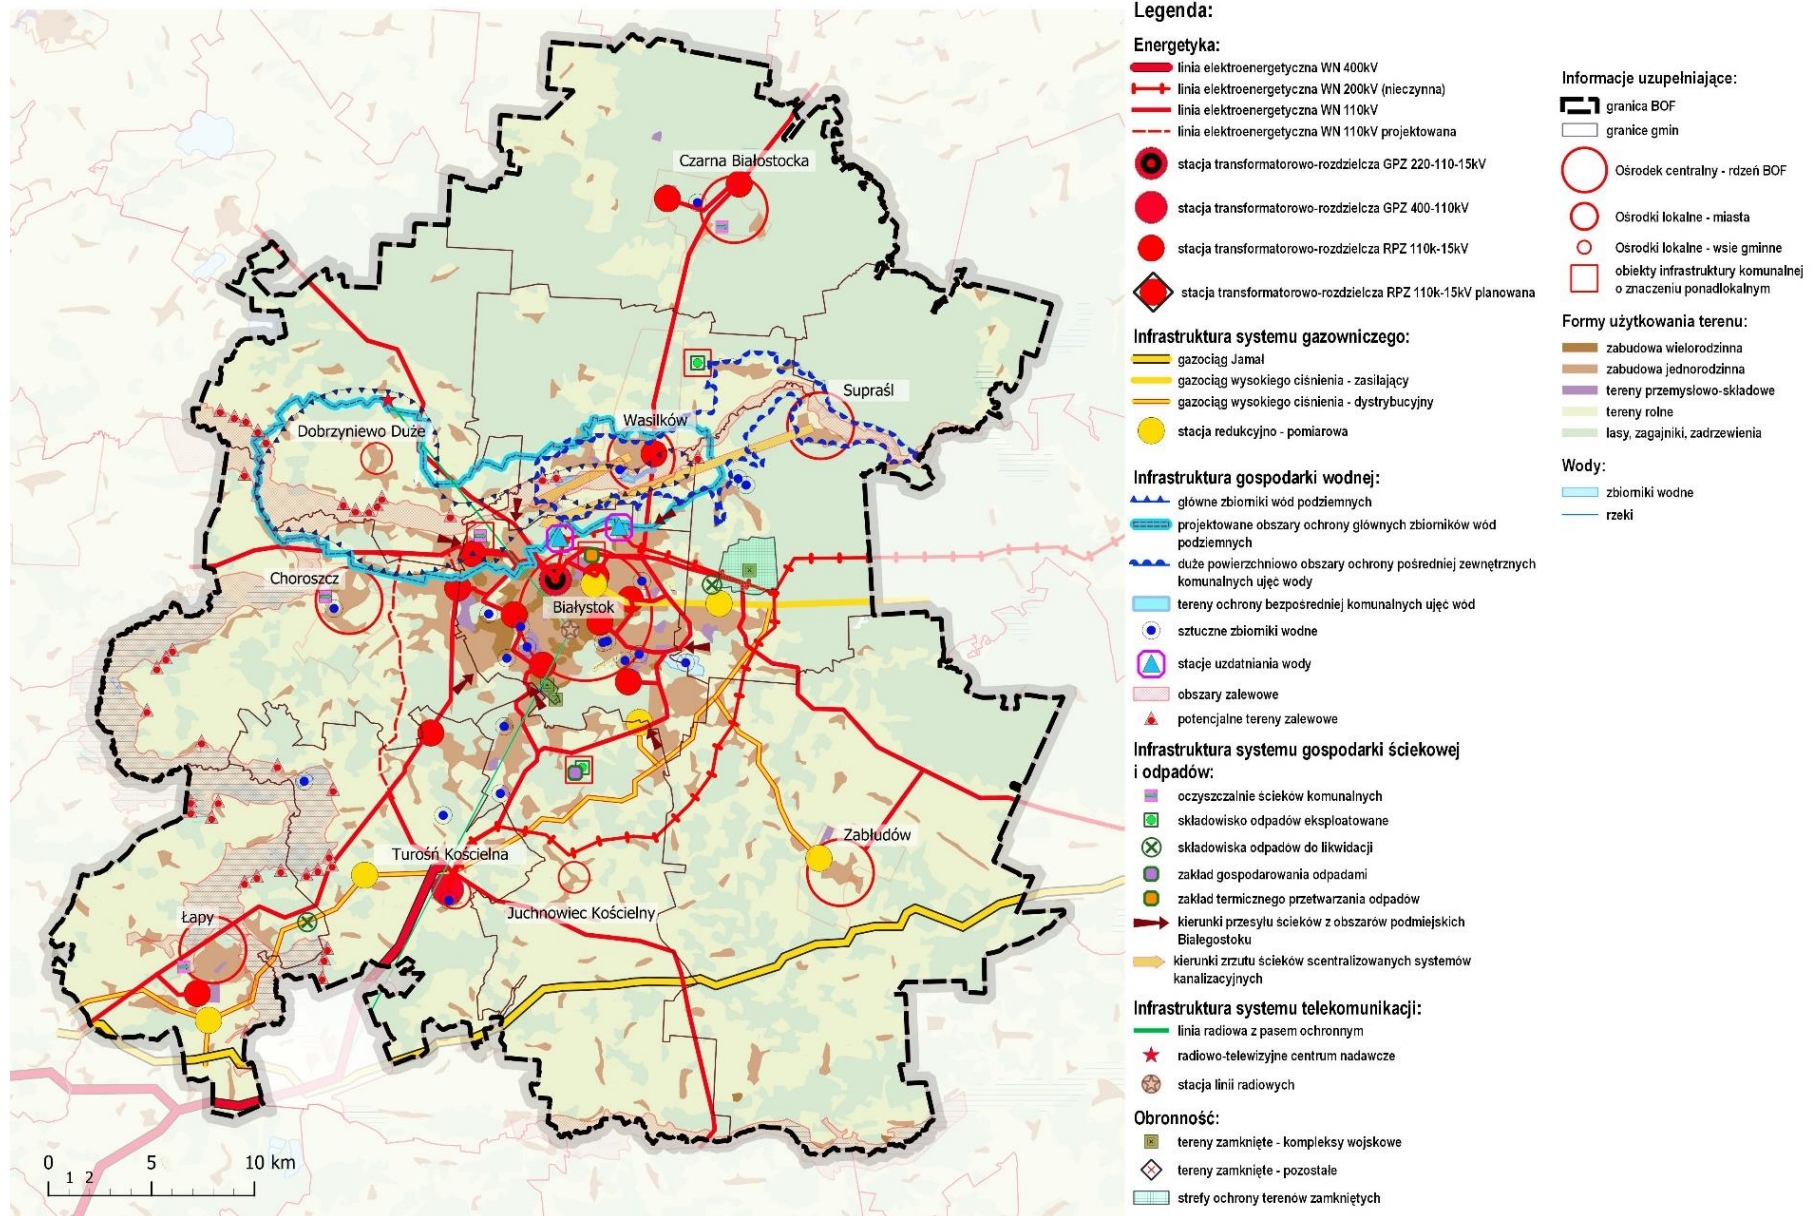 Czarna Białostocka
Supraśl
Wasilków
Dobrzyniewo Duże
Choroszcz
Białystok
Zabłudów
Turośń Kościelna
Juchnowiec Kościelny
Łapy
0 1 2 5 10 km
Legenda:
Energetyka:
linia elektroenergetyczna WN 400kV
linia elektroenergetyczna WN 200kV (nieczynna)
linia elektroenergetyczna WN 110kV
linia elektroenergetyczna WN 110kV projektowana
stacja transformatorowo-rozdzielcza GPZ 220-110-15kV
stacja transformatorowo-rozdzielcza GPZ 400-110kV
stacja transformatorowo-rozdzielcza RPZ 110k-15kV
stacja transformatorowo-rozdzielcza RPZ 110k-15kV planowana
Infrastruktura systemu gazowniczego:
gazociąg Jamał
gazociąg wysokiego ciśnienia - zasilający
gazociąg wysokiego ciśnienia - dystrybucyjny
stacja redukcyjno - pomiarowa
Infrastruktura gospodarki wodnej:
główne zbiorniki wód podziemnych
projektowane obszary ochrony głównych zbiorników wód
podziemnych
duże powierzchniowo obszary ochrony pośredniej zewnętrznych
komunalnych ujęć wody
tereny ochrony bezpośredniej komunalnych ujęć wód
sztuczne zbiorniki wodne
stacje uzdatniania wody
obszary zalewowe
potencjalne tereny zalewowe
Infrastruktura systemu gospodarki ściekowej
i odpadów:
oczyszczalnie ścieków komunalnych
składowisko odpadów eksploatowane
składowiska odpadów do likwidacji
zakład gospodarowania odpadami
zakład termicznego przetwarzania odpadów
kierunki przesyłu ścieków z obszarów podmiejskich
Białegostoku
kierunki zrzutu ścieków scentralizowanych systemów
kanalizacyjnych
Infrastruktura systemu telekomunikacji:
linia radiowa z pasem ochronnym
radiowo-telewizyjne centrum nadawcze
stacja linii radiowych
Obronność:
tereny zamknięte - kompleksy wojskowe
tereny zamknięte - pozostałe
strefy ochrony terenów zamkniętych
Informacje uzupełniające:
granica BOF
granice gmin
Ośrodek centralny - rdzeń BOF
Ośrodki lokalne - miasta
Ośrodki lokalne - wsie gminne
obiekty infrastruktury komunalnej
o znaczeniu ponadlokalnym
Formy użytkowania terenu:
zabudowa wielorodzinna
zabudowa jednorodzinna
tereny przemysłowo-składowe
tereny rolne
lasy, zagajniki, zadrzewienia
Wody:
zbiorniki wodne
rzeki